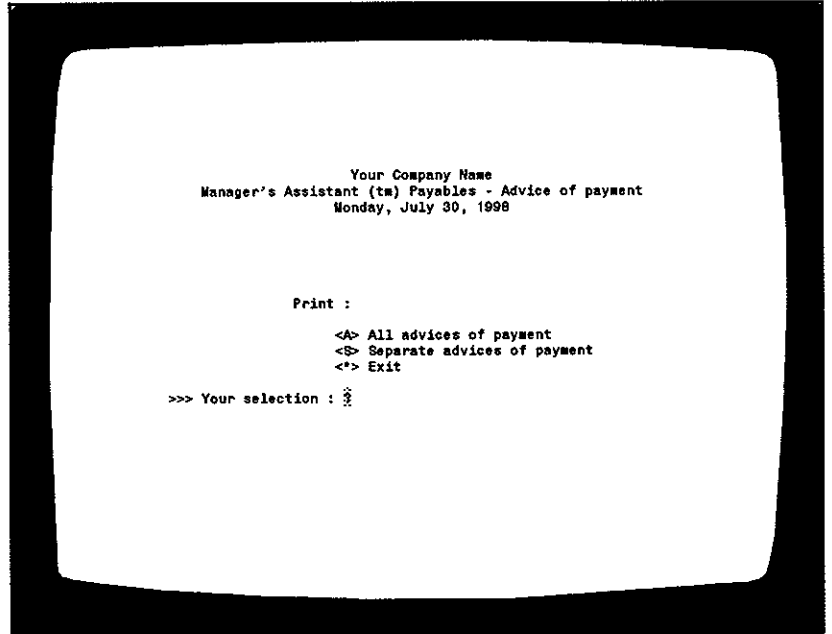 Your Company Name
Manager's Assistant (tm) Payables - Advice of payment
Monday, July 30, 1998
Print :
<A> All advices of payment
<S> Separate advices of payment
<*> Exit
>>> Your selection : ?